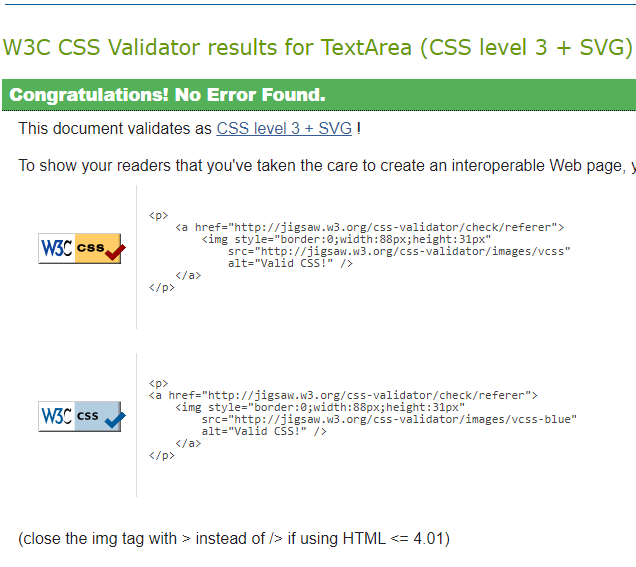 W3C CSS Validator results for TextArea (CSS level 3 + SVG)
Congratulations! No Error Found.
This document validates as CSS level 3 + SVG !
To show your readers that you've taken the care to create an interoperable Web page, y
<p>
<a href="http://jigsaw.w3.org/css-validator/check/referer">
<img style="border:0;width:88px;height:31px"
src="http://jigsaw.w3.org/css-validator/images/vcss"
alt="Valid CSS!" />
</a>
</p>
W3C css
<p>
<a href="http://jigsaw.w3.org/css-validator/check/referer">
<img style="border:0;width:88px;height:31px"
src="http://jigsaw.w3.org/css-validator/images/vcss-blue"
alt="Valid CSS!" />
</a>
</p>
W3C css
(close the img tag with > instead of /> if using HTML <= 4.01)